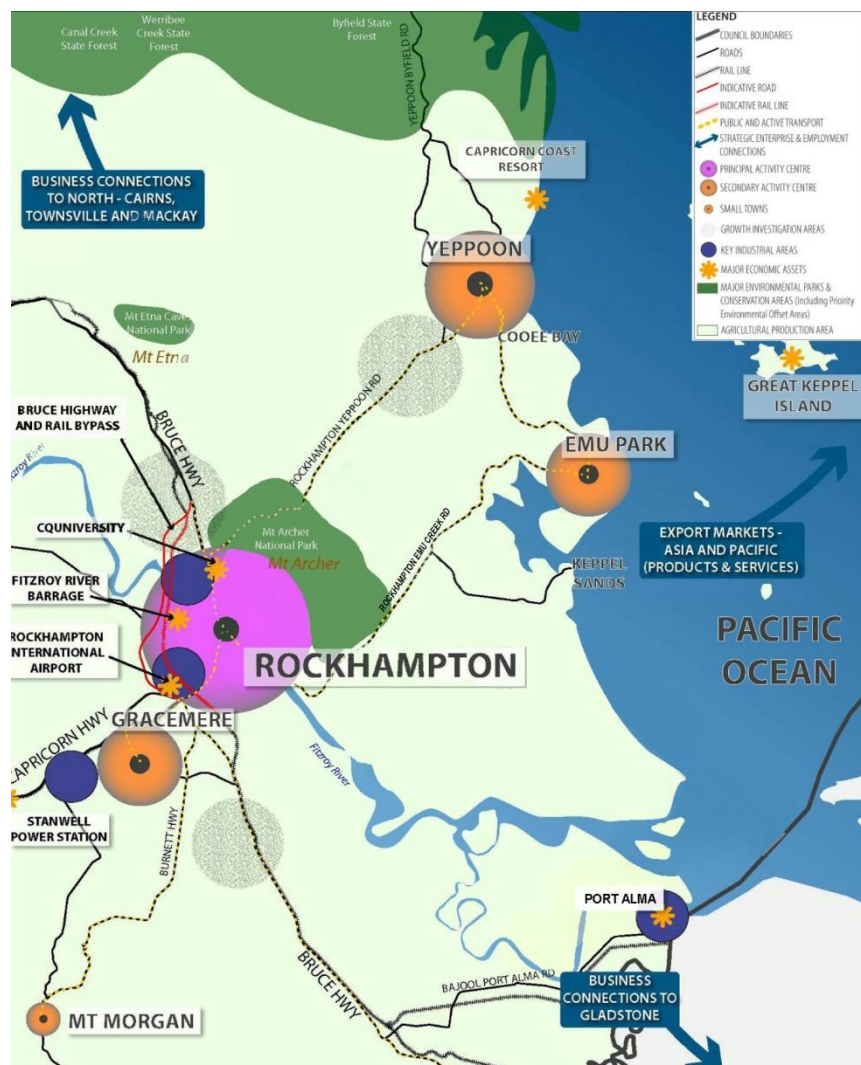 Canal Creek
State Forest
Werribee
Creek State
Forest
Byfield State
Forest
YEPPOON BYFIELD RD
LEGEND
COUNCIL BOUNDARIES
ROADS
RAIL LINE
INDICATIVE ROAD
INDICATIVE RAIL LINE
PUBLIC AND ACTIVE TRANSPORT
STRATEGIC ENTERPRISE & EMPLOYMENT
CONNECTIONS
PRINCIPAL ACTIVITY CENTRE
SECONDARY ACTIVITY CENTRE
SMALL TOWNS
GROWTH INVESTIGATION AREAS
KEY INDUSTRIAL AREAS
MAJOR ECONOMIC ASSETS
MAJOR ENVIRONMENTAL PARKS &
CONSERVATION AREAS (Including Prioirity
Environmental Offset Areas)
AGRICULTURAL PRODUCTION AREA
BUSINESS CONNECTIONS
TO NORTH - CAIRNS,
TOWNSVILLE AND MACKAY
CAPRICORN COAST
RESORT
YEPPOON
COOEE BAY
Mt Etna Caves
National Park
Mt Etna
GREAT KEPPEL
ISLAND
BRUCE HIGHWAY
AND RAIL BYPASS
BRUCE HWY
ROCKHAMPTON YEPPOON RD
EMU PARK
Fitzroy River
CQUNIVERSITY
Mt Archer
National Park
Mt Archer
ROCKHAMPTON EMU CREEK RD
EXPORT MARKETS -
ASIA AND PACIFIC
(PRODUCTS & SERVICES)
FITZROY RIVER
BARRAGE
KEPPEL
SANDS
ROCKHAMPTON
INTERNATIONAL
AIRPORT
ROCKHAMPTON
PACIFIC
OCEAN
GRACEMERE
CAPRICORN HWY
Fitzroy River
STANWELL
POWER STATION
BURNETT HWY
PORT ALMA
BRUCE HWY
BAJOOL PORT ALMA RD
BUSINESS
CONNECTIONS TO
GLADSTONE
MT MORGAN